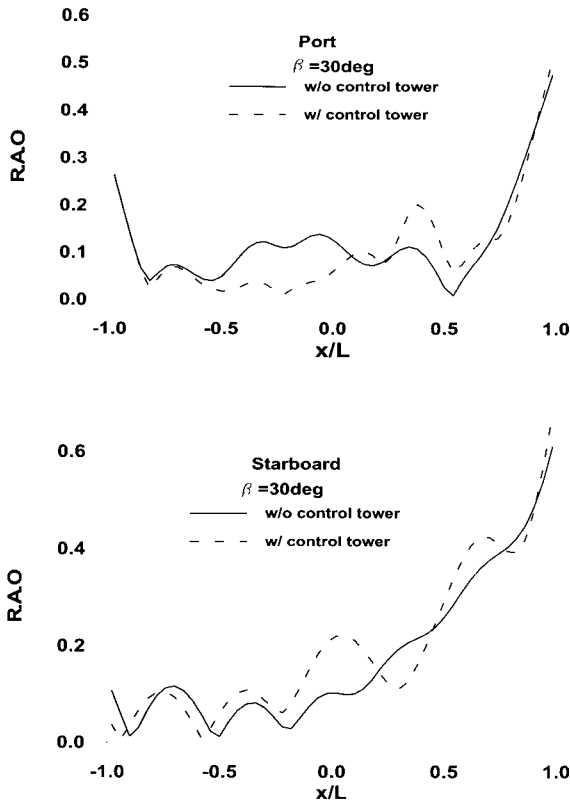 0.6
Port
β =30deg
0.5
w/o control tower
0.4
w/ control tower
R.A.O
0.3
0.2
0.1
0.0
-1.0 -0.5 0.0 0.5 1.0
x/L
0.6
Starboard
β =30deg
w/o control tower
w/ control tower
0.4
R.A.O
0.2
0.0
-1.0 -0.5 0.0 0.5 1.0
x/L